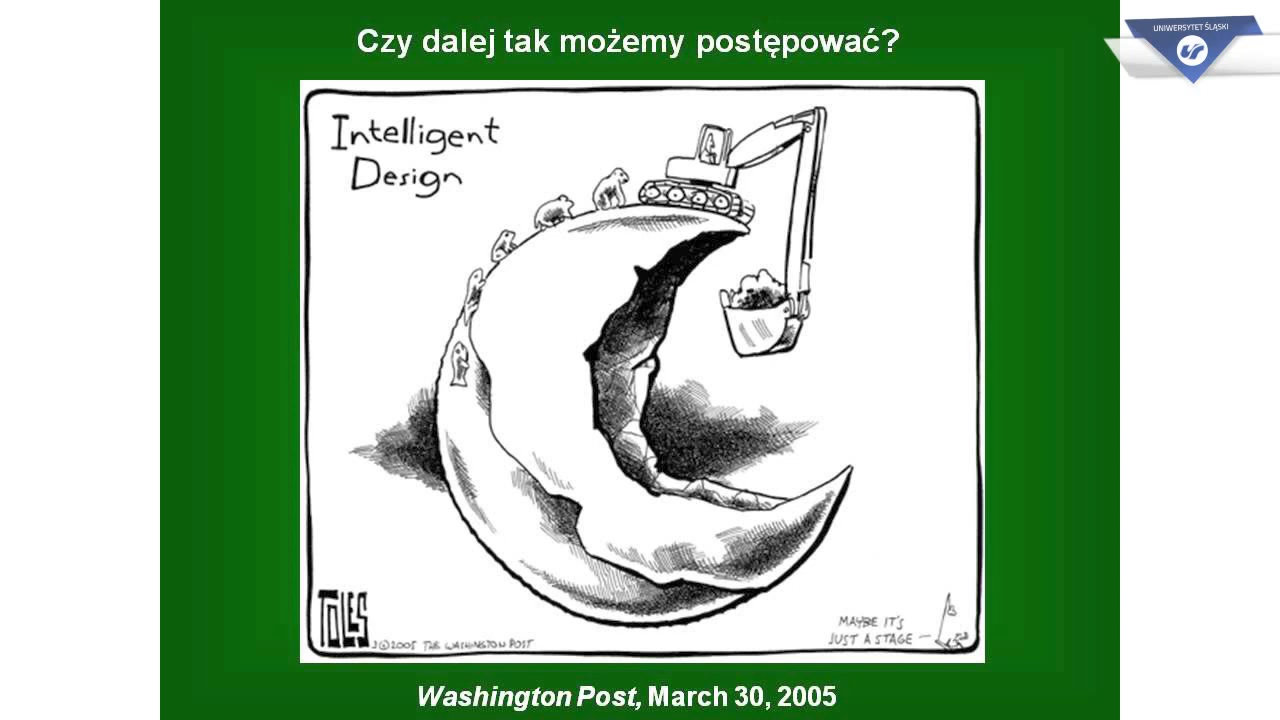 Czy dalej tak możemy postępować?
UNIWERSYTET ŚLĄSKI
Intelligent
Design
MAYBE IT'S
JUST A STAGE —
TOLES
©2005 THE WASHINGTON POST
Washington Post, March 30, 2005